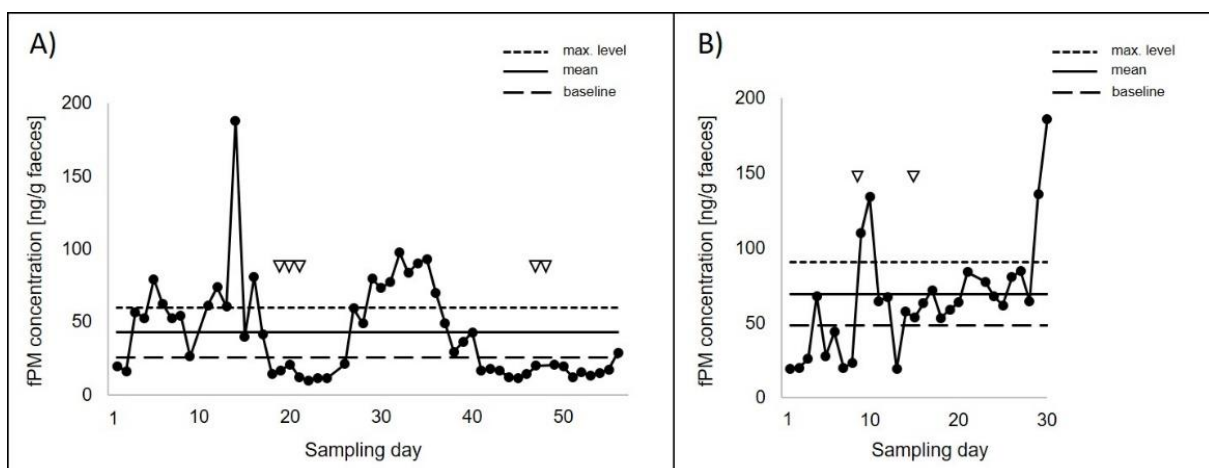 A)
max. level
mean
baseline
fPM concentration [ng/g faeces]
200
150
100
50
0
1 10 20 30 40 50
Sampling day
B)
max. level
mean
baseline
fPM concentration [ng/g faeces]
200
150
100
50
0
1 10 20 30
Sampling day